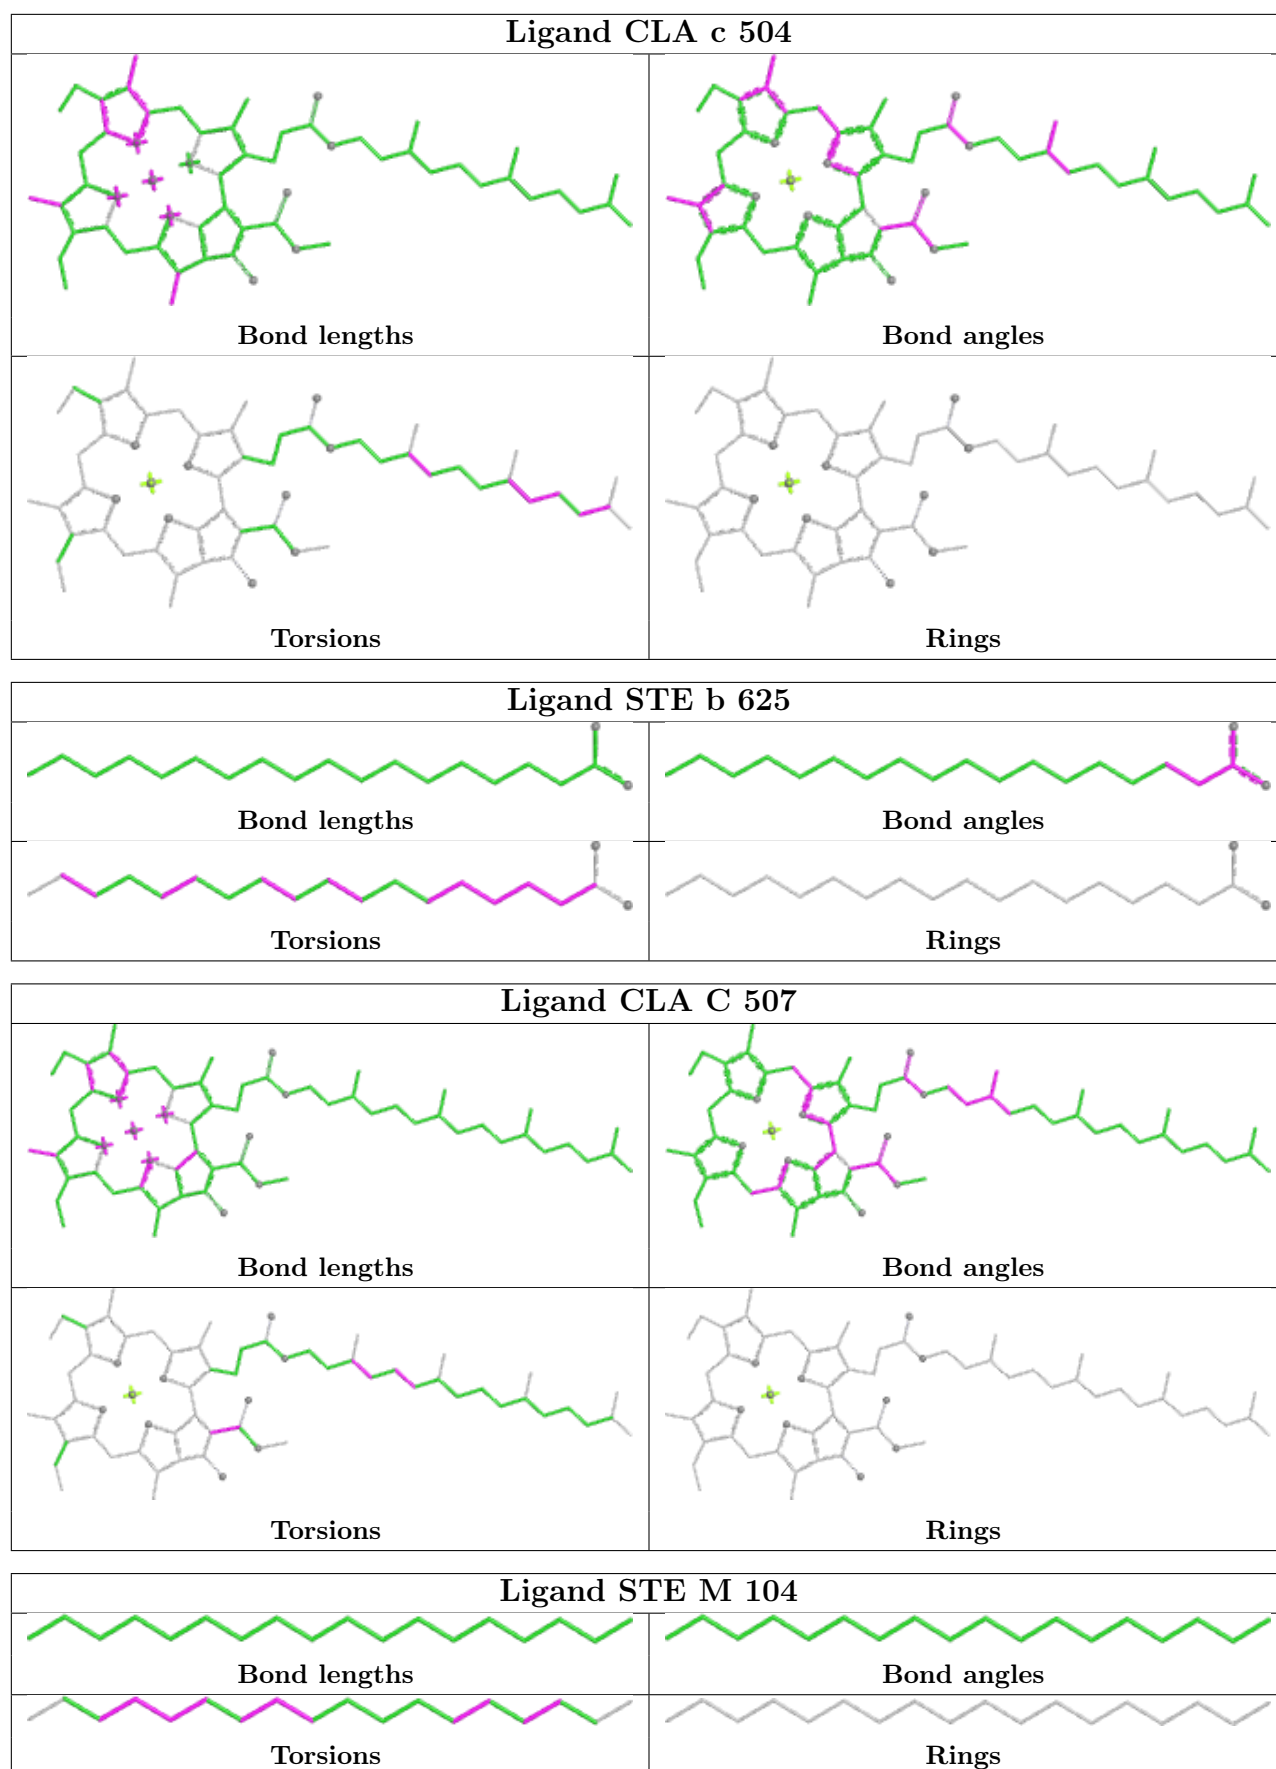 Ligand CLA c 504
Bond lengths
Bond angles
Torsions
Rings
Ligand STE b 625
Bond lengths
Bond angles
Torsions
Rings
Ligand CLA C 507
Bond lengths
Bond angles
Torsions
Rings
Ligand STE M 104
Bond lengths
Bond angles
Torsions
Rings